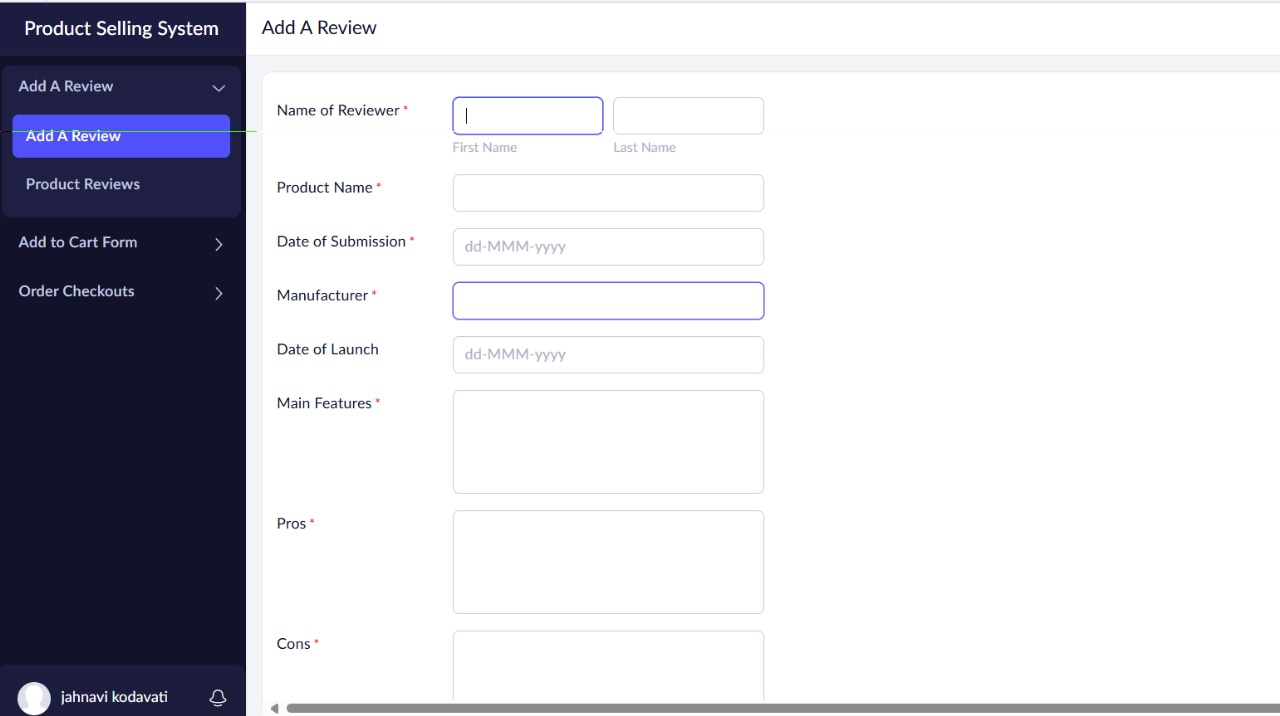 Product Selling System
Add A Review
Add A Review
Add A Review
Product Reviews
Add to Cart Form
Order Checkouts
jahnavi kodavati
Name of Reviewer *
First Name
Last Name
Product Name *
Date of Submission *
dd-MMM-yyyy
Manufacturer *
Date of Launch
dd-MMM-yyyy
Main Features *
Pros *
Cons *